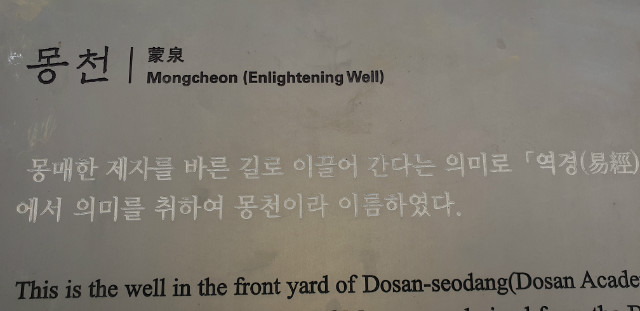 몽천 | 蒙泉
Mongcheon (Enlightening Well)
몽매한 제자를 바른 길로 이끌어 간다는 의미로 「역경(易經)
에서 의미를 취하여 몽천이라 이름하였다.
This is the well in the front yard of Dosan-seodang(Dosan Acade